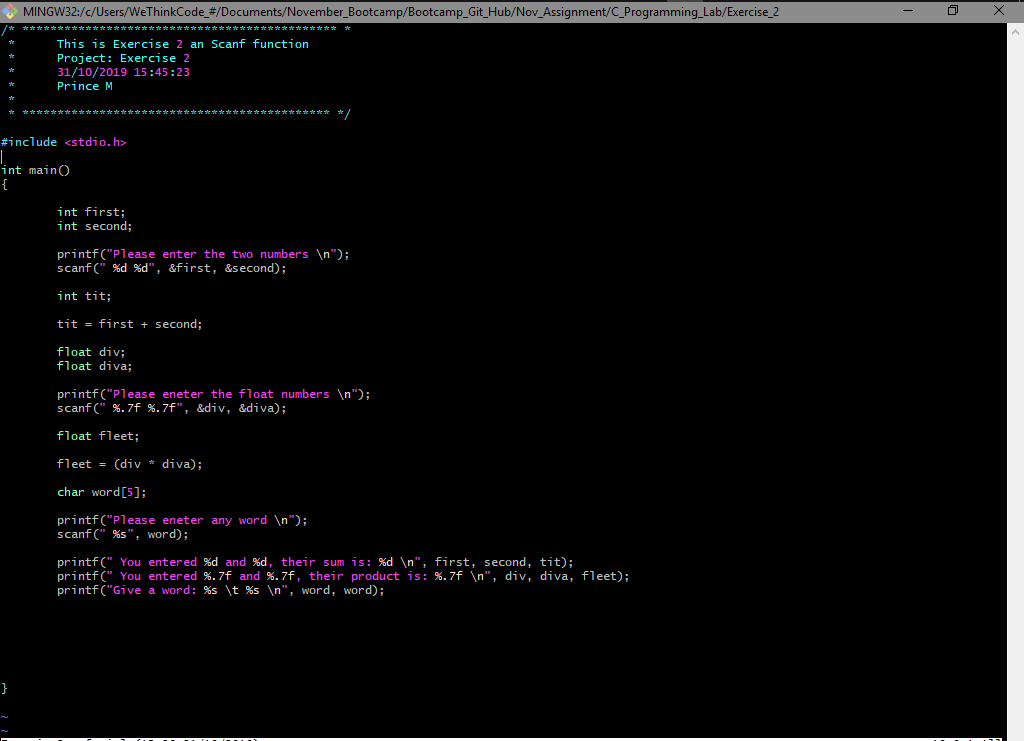 MINGW32:/c/Users/WeThinkCode_#/Documents/November_Bootcamp/Bootcamp_Git_Hub/Nov_Assignment/C_Programming_Lab/Exercise_2
/* ******************************************** *
* This is Exercise 2 an Scanf function
* Project: Exercise 2
* 31/10/2019 15:45:23
* Prince M
*
* ******************************************** */
#include <stdio.h>
int main()
{
int first;
int second;
printf("Please enter the two numbers \n");
scanf(" %d %d", &first, &second);
int tit;
tit = first + second;
float div;
float diva;
printf("Please eneter the float numbers \n");
scanf(" %.7f %.7f", &div, &diva);
float fleet;
fleet = (div * diva);
char word[5];
printf("Please eneter any word \n");
scanf(" %s", word);
printf(" You entered %d and %d, their sum is: %d \n", first, second, tit);
printf(" You entered %.7f and %.7f, their product is: %.7f \n", div, diva, fleet);
printf("Give a word: %s \t %s \n", word, word);
}
~
~